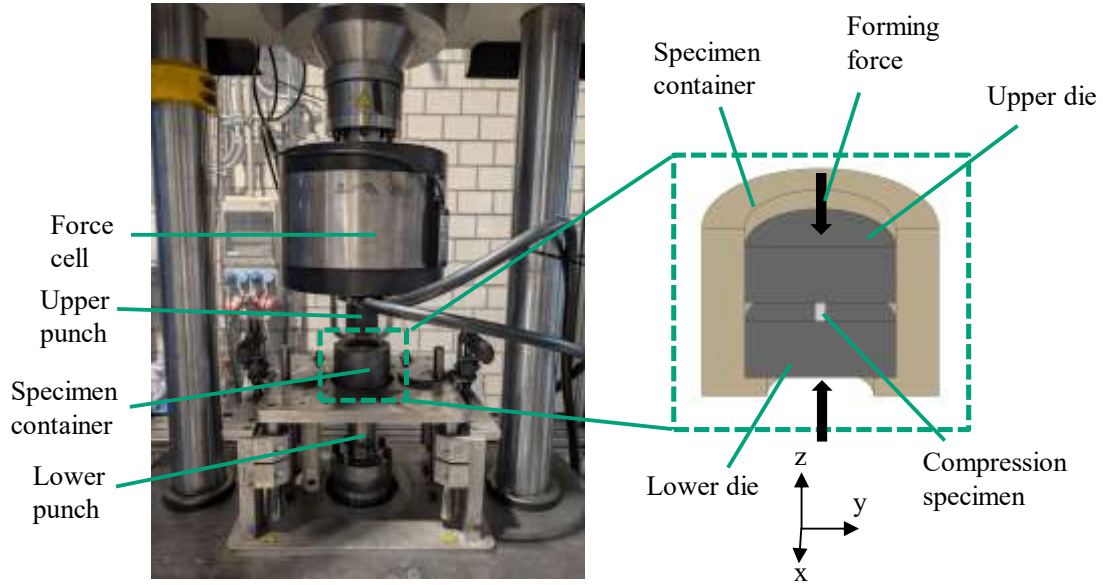 Force
cell
Upper
punch
Specimen
container
Lower
punch
Specimen
container
Forming
force
Upper die
Lower die
Compression
specimen
z
y
x